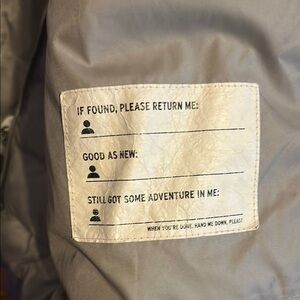 IF FOUND, PLEASE RETURN ME:
GOOD AS NEW:
STILL GOT SOME ADVENTURE IN ME:
WHEN YOU'RE DONE, HAND ME DOWN, PLEASE